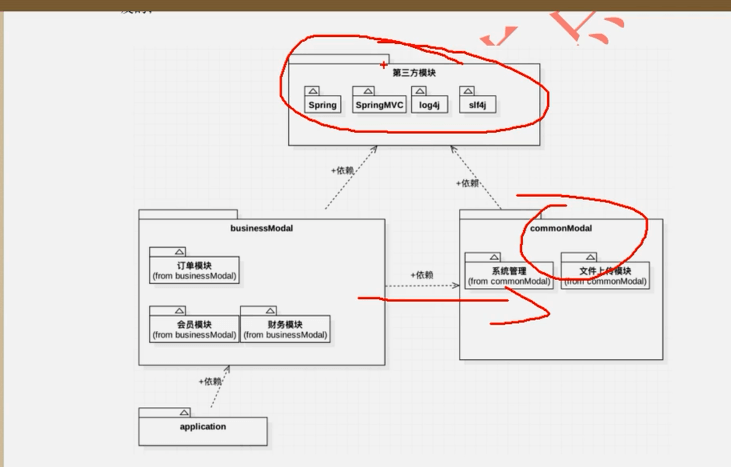 第三方模块
Spring
SpringMVC
log4j
slf4j
+依赖
+依赖
businessModal
订单模块
(from businessModal)
会员模块
(from businessModal)
财务模块
(from businessModal)
+依赖
commonModal
系统管理
(from commonModal)
文件上传模块
(from commonModal)
+依赖
application